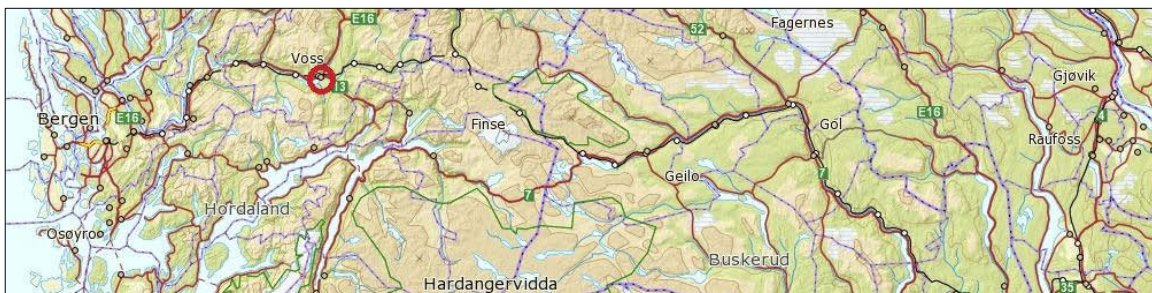 E16
Fagernes
52
Voss
13
Gjøvik
E16
E16
Bergen
4
Finse
Gol
Raufoss
7
Geilo
7
Hordaland
Osøyro
Buskerud
Hardangervidda
35